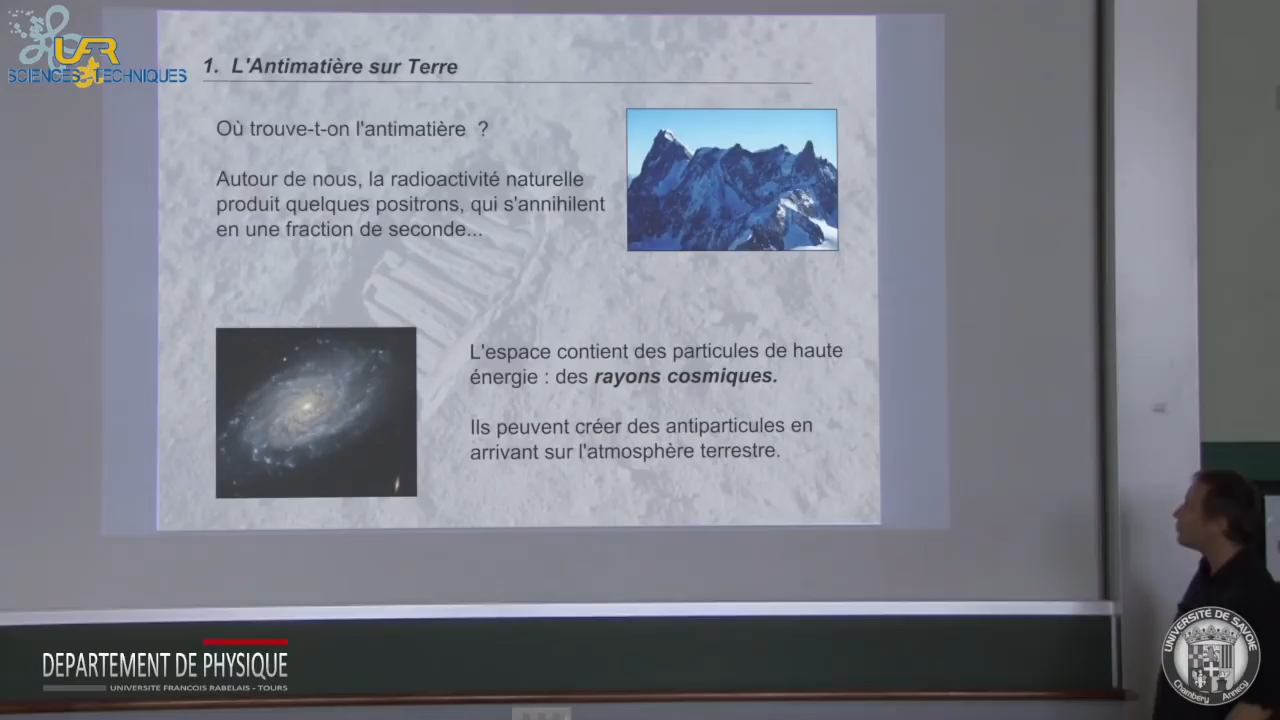 UFR
SCIENCES & TECHNIQUES
1. L'Antimatière sur Terre
Où trouve-t-on l'antimatière ?
Autour de nous, la radioactivité naturelle
produit quelques positrons, qui s'annihilent
en une fraction de seconde...
L'espace contient des particules de haute
énergie : des rayons cosmiques.
Ils peuvent créer des antiparticules en
arrivant sur l'atmosphère terrestre.
DEPARTEMENT DE PHYSIQUE
UNIVERSITE FRANCOIS RABELAIS - TOURS
UNIVERSITE DE SAVOIE
Chambéry Annecy